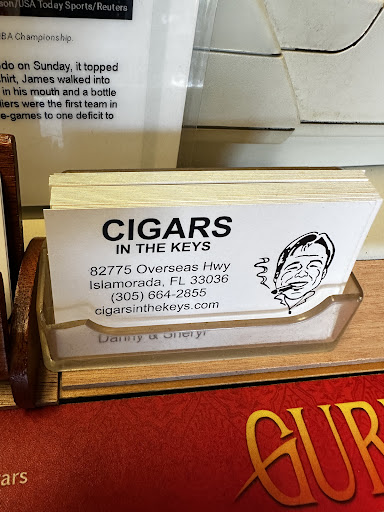 son/USA Today Sports/Reuters
BA Championship.
do on Sunday, it topped
hirt, James walked into
in his mouth and a bottle
liers were the first team in
e-games to one deficit to
CIGARS
IN THE KEYS
82775 Overseas Hwy
Islamorada, FL 33036
(305) 664-2855
cigarsinthekeys.com
Danny & Sheryl
GUR
ars